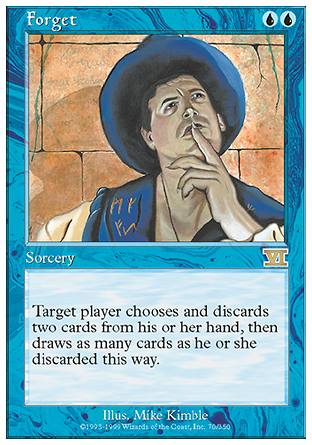 Forget
Sorcery
VI
Target player chooses and discards
two cards from his or her hand, then
draws as many cards as he or she
discarded this way.
Illus. Mike Kimble
©1993-1999 Wizards of the Coast, Inc. 70/350